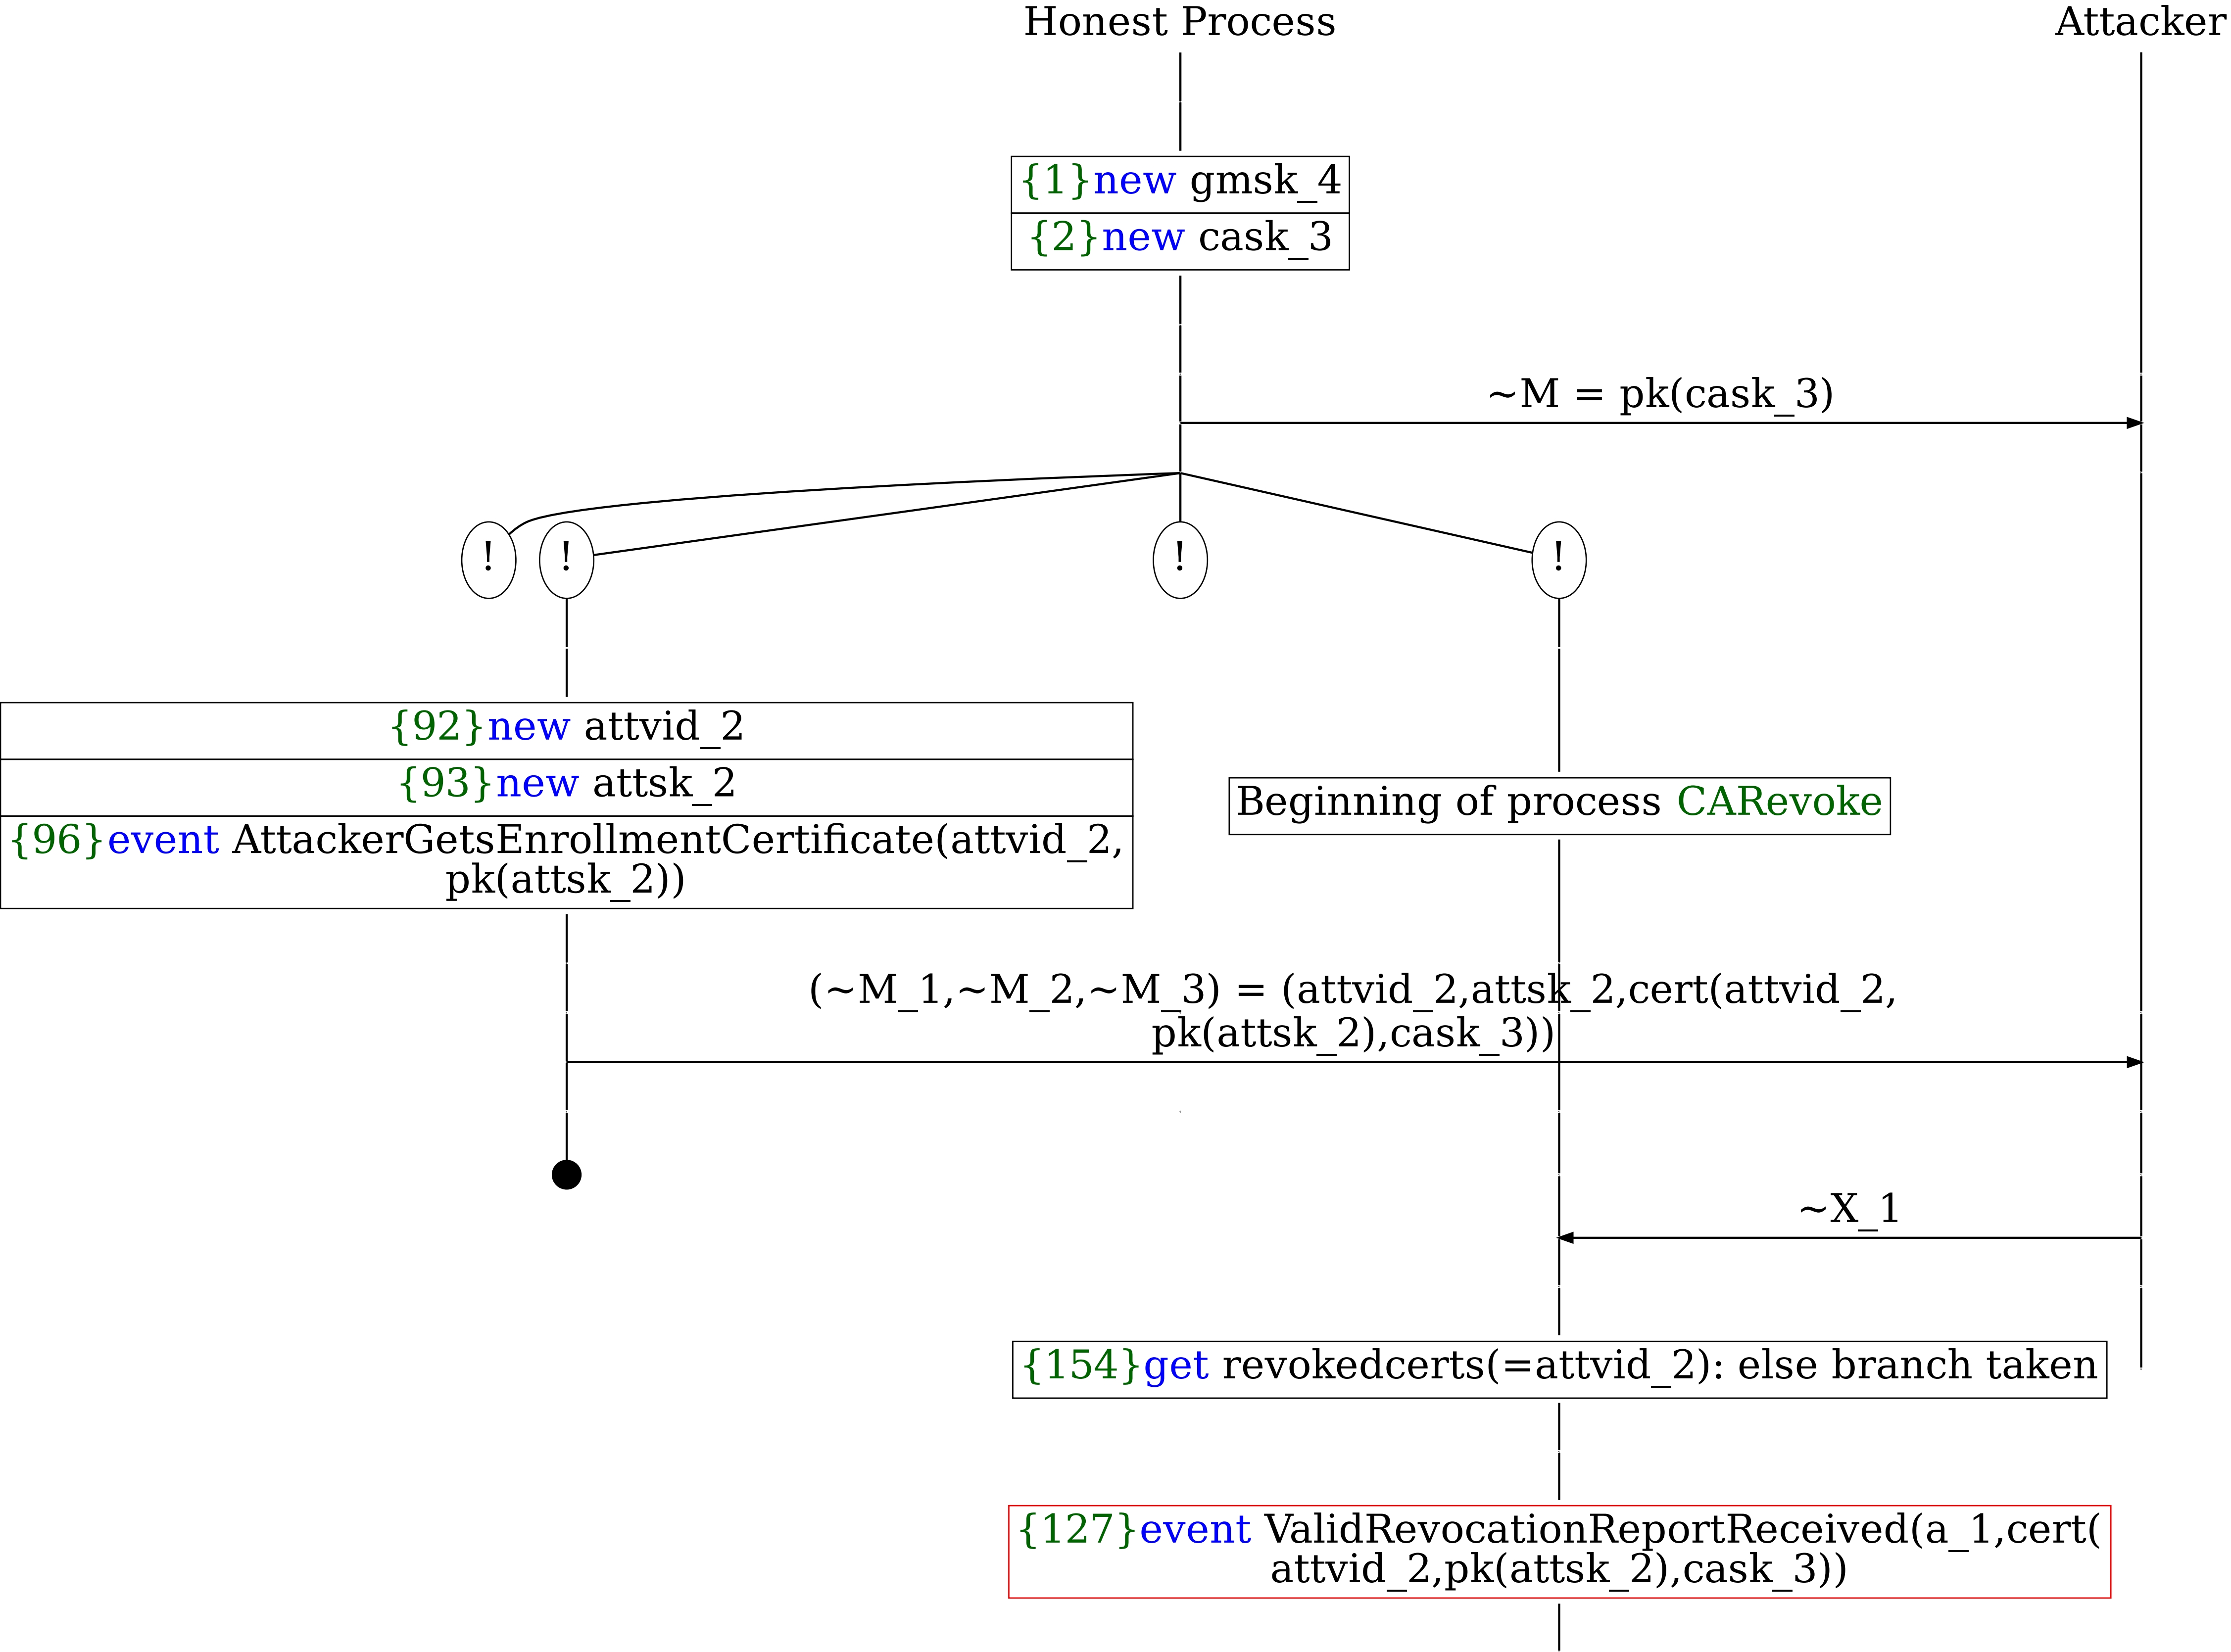 Honest Process
Attacker
{1}new gmsk_4
{2}new cask_3
~M = pk(cask_3)
! ! ! !
{92}new attvid_2
{93}new attsk_2
{96}event AttackerGetsEnrollmentCertificate(attvid_2,
pk(attsk_2))
Beginning of process CARevoke
(~M_1,~M_2,~M_3) = (attvid_2,attsk_2,cert(attvid_2,
pk(attsk_2),cask_3))
~X_1
{154}get revokedcerts(=attvid_2): else branch taken
{127}event ValidRevocationReportReceived(a_1,cert(
attvid_2,pk(attsk_2),cask_3))